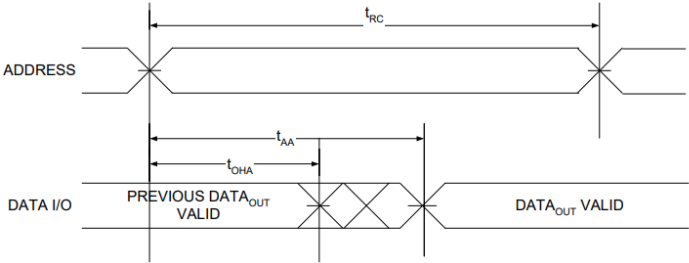 tRC
ADDRESS
tAA
tOHA
DATA I/O
PREVIOUS DATAOUT
VALID
DATAOUT VALID